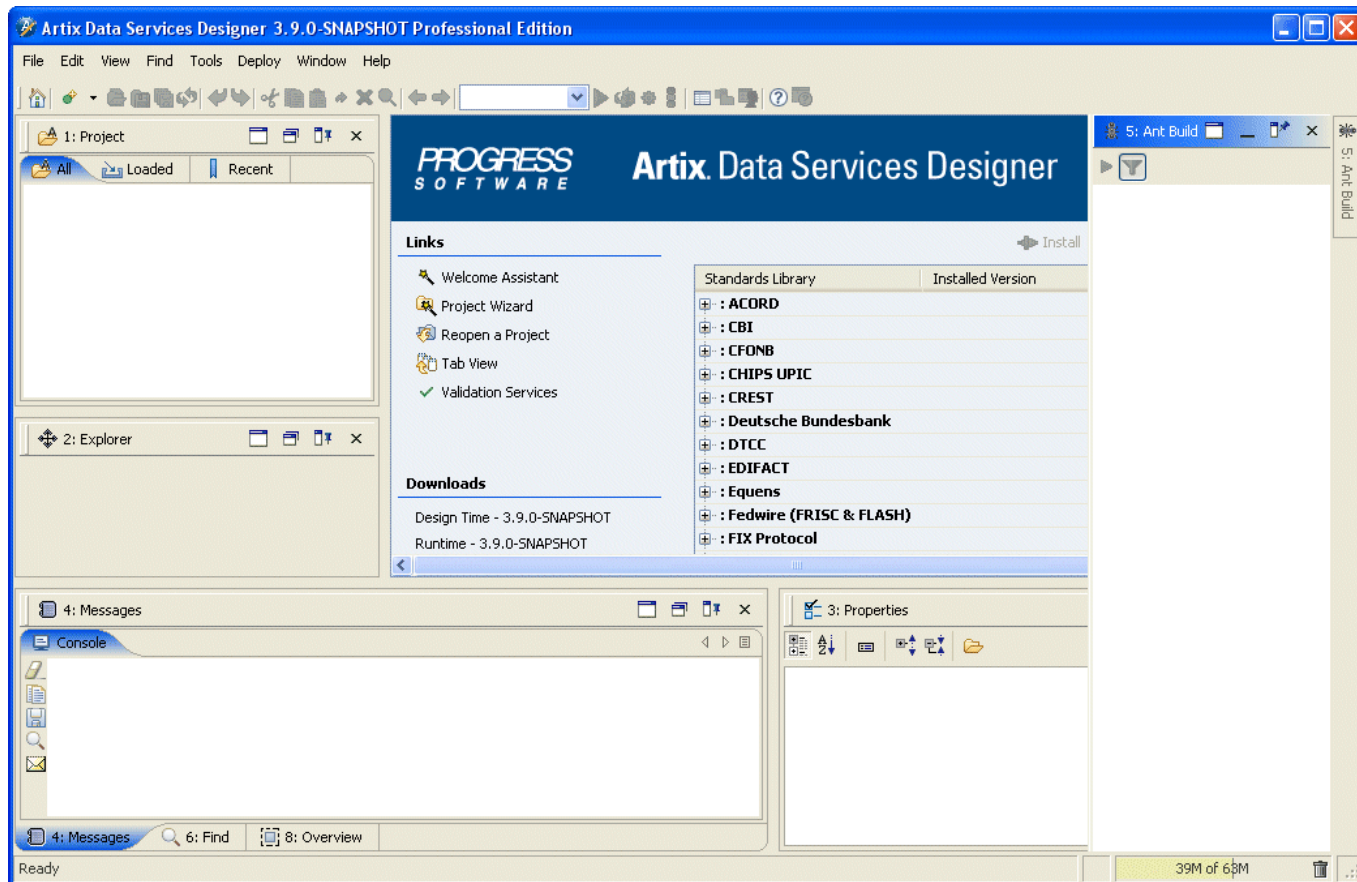 Artix Data Services Designer 3.9.0-SNAPSHOT Professional Edition
File Edit View Find Tools Deploy Window Help
1: Project
All Loaded Recent
2: Explorer
PROGRESS
SOFTWARE
Artix. Data Services Designer
Links
Welcome Assistant
Project Wizard
Reopen a Project
Tab View
Validation Services
Downloads
Design Time - 3.9.0-SNAPSHOT
Runtime - 3.9.0-SNAPSHOT
Install
Standards Library Installed Version
: ACORD
: CBI
: CFONB
: CHIPS UPIC
: CREST
: Deutsche Bundesbank
: DTCC
: EDIFACT
: Equens
: Fedwire (FRISC & FLASH)
: FIX Protocol
5: Ant Build
5: Ant Build
4: Messages
Console
3: Properties
4: Messages 6: Find 8: Overview
Ready
39M of 63M